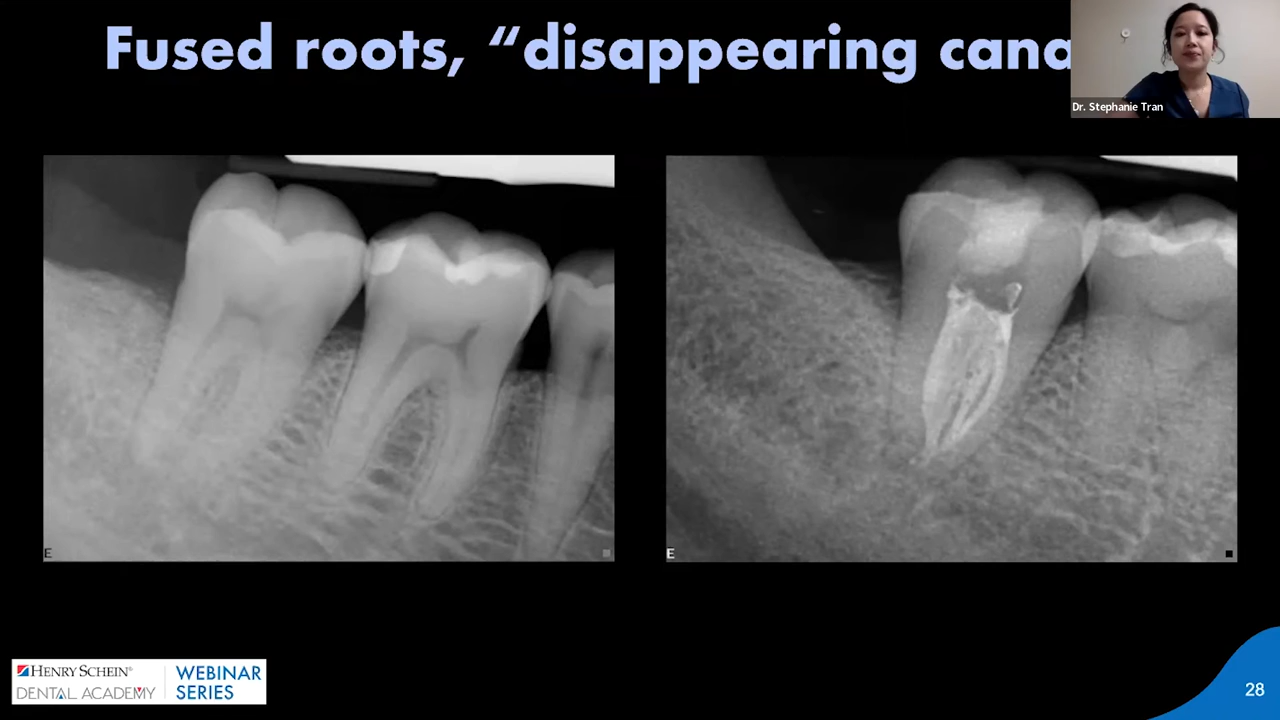 Fused roots, “disappearing cana
Dr. Stephanie Tran
E
E
HENRY SCHEIN®
DENTAL ACADEMY
WEBINAR
SERIES
28